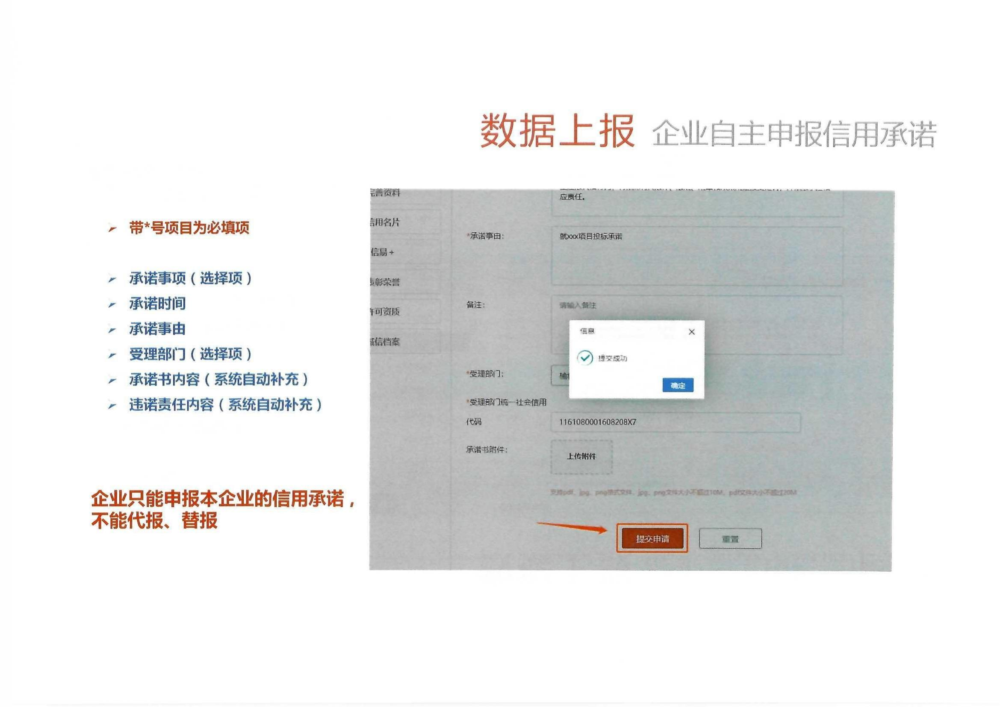 数据上报 企业自主申报信用承诺
带*号项目为必填项
承诺事项（选择项）
承诺时间
承诺事由
受理部门（选择项）
承诺书内容（系统自动补充）
违诺责任内容（系统自动补充）
企业只能申报本企业的信用承诺，
不能代报、替报
完善资料
信用名片
信易+
表彰荣誉
许可资质
诚信档案
应责任。
*承诺事由：
就xxx项目投标承诺
备注：
请输入备注
信息
提交成功
确定
*受理部门：
*受理部门统一社会信用
代码
1161080001608208X7
承诺书附件：
上传附件
支持pdf、jpg、png格式文件，jpg、png文件大小不超过10M，pdf文件大小不超过20M
提交申请
重置